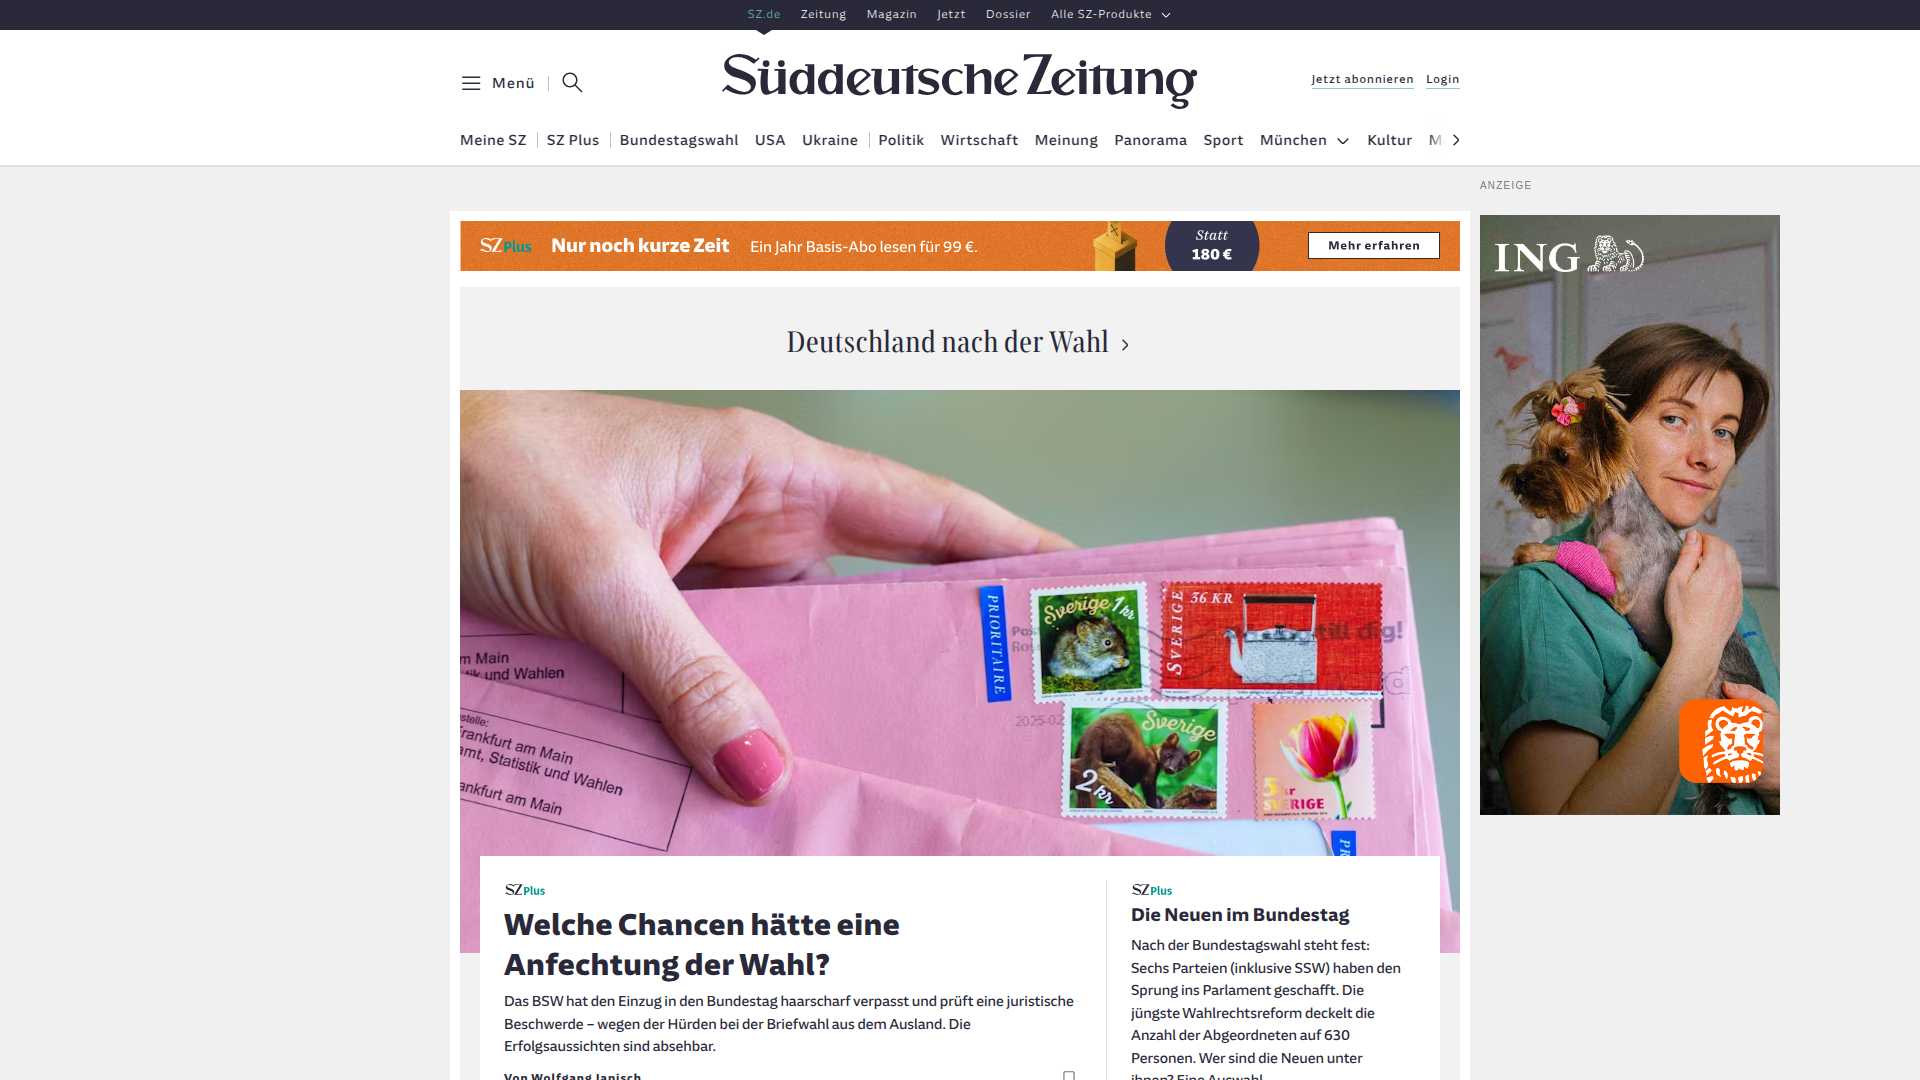 SZ.de Zeitung Magazin Jetzt Dossier Alle SZ-Produkte
Menü
Süddeutsche Zeitung
Jetzt abonnieren Login
Meine SZ SZ Plus Bundestagswahl USA Ukraine Politik Wirtschaft Meinung Panorama Sport München Kultur M
ANZEIGE
SZ Plus Nur noch kurze Zeit Ein Jahr Basis-Abo lesen für 99 €.
Statt
180 €
Mehr erfahren
ING
Deutschland nach der Wahl
PRIORITAIRE
Sverige 1kr
SVERIGE 36 KR
till dig!
m Main
und Wahlen
2025-02
Sverige
2kr
SVERIGE
stelle:
rankfurt am Main
amt, Statistik und Wahlen
ankfurt am Main
PR
SZ Plus
Welche Chancen hätte eine
Anfechtung der Wahl?
Das BSW hat den Einzug in den Bundestag haarscharf verpasst und prüft eine juristische
Beschwerde – wegen der Hürden bei der Briefwahl aus dem Ausland. Die
Erfolgsaussichten sind absehbar.
Von Wolfgang Janisch
SZ Plus
Die Neuen im Bundestag
Nach der Bundestagswahl steht fest:
Sechs Parteien (inklusive SSW) haben den
Sprung ins Parlament geschafft. Die
jüngste Wahlrechtsreform deckelt die
Anzahl der Abgeordneten auf 630
Personen. Wer sind die Neuen unter
ihnen? Eine Auswahl.